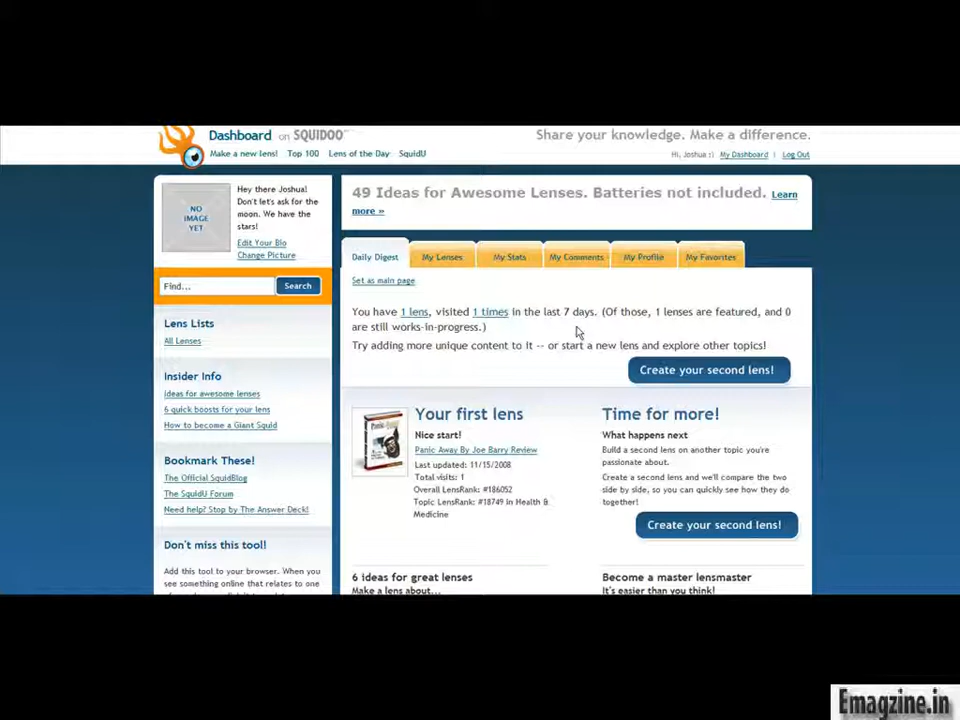 Dashboard on SQUIDOO
Share your knowledge. Make a difference.
Make a new lens! Top 100 Lens of the Day SquidU
Hi, Joshua :) My Dashboard | Log Out
NO
IMAGE
YET
Hey there Joshua!
Don't let's ask for the
moon. We have the
stars!
Edit Your Bio
Change Picture
Find... Search
Lens Lists
All Lenses
Insider Info
Ideas for awesome lenses
6 quick boosts for your lens
How to become a Giant Squid
Bookmark These!
The Official SquidBlog
The SquidU Forum
Need help? Stop by The Answer Deck!
Don't miss this tool!
Add this tool to your browser. When you
see something online that relates to one
49 Ideas for Awesome Lenses. Batteries not included. Learn
more »
Daily Digest My Lenses My Stats My Comments My Profile My Favorites
Set as main page
You have 1 lens, visited 1 times in the last 7 days. (Of those, 1 lenses are featured, and 0
are still works-in-progress.)
Try adding more unique content to it -- or start a new lens and explore other topics!
Create your second lens!
Your first lens
Nice start!
Panic Away By Joe Barry Review
Last updated: 11/15/2008
Total visits: 1
Overall LensRank: #186052
Topic LensRank: #18749 in Health &
Medicine
Time for more!
What happens next
Build a second lens on another topic you're
passionate about.
Create a second lens and we'll compare the two
side by side, so you can quickly see how they do
together!
Create your second lens!
6 ideas for great lenses
Make a lens about...
Become a master lensmaster
It's easier than you think!
Emagzine.in